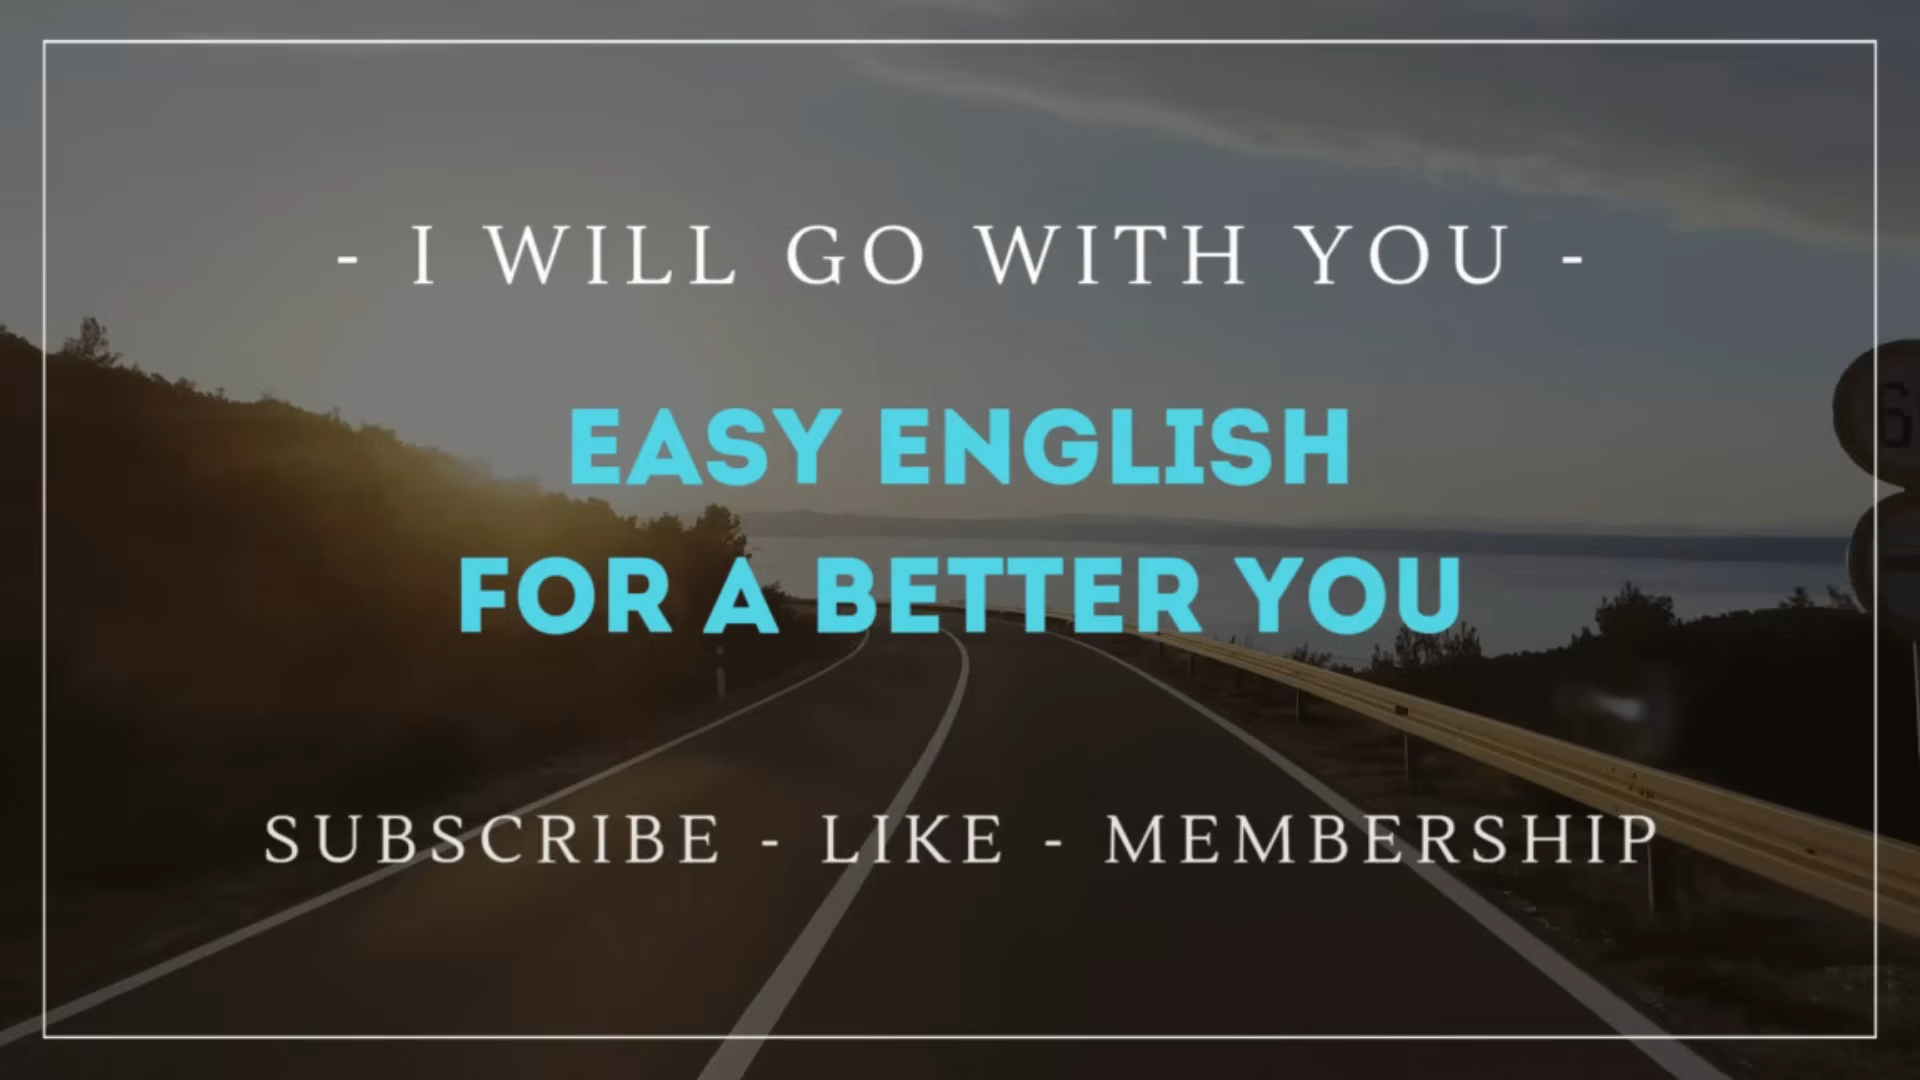 - I WILL GO WITH YOU -
EASY ENGLISH
FOR A BETTER YOU
SUBSCRIBE - LIKE - MEMBERSHIP